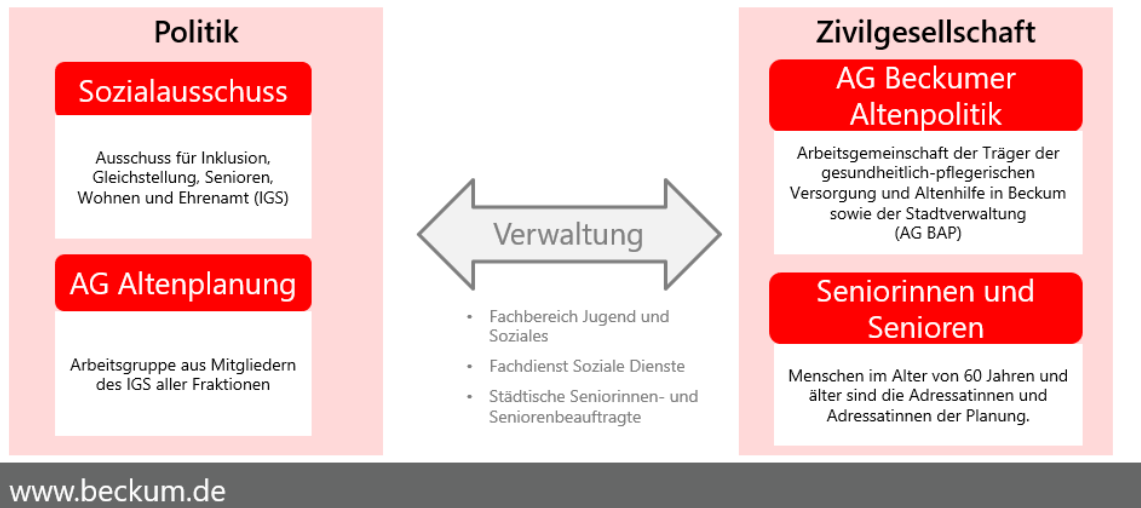 Politik
Sozialausschuss
Ausschuss für Inklusion,
Gleichstellung, Senioren,
Wohnen und Ehrenamt (IGS)
AG Altenplanung
Arbeitsgruppe aus Mitgliedern
des IGS aller Fraktionen
Verwaltung
• Fachbereich Jugend und
Soziales
• Fachdienst Soziale Dienste
• Städtische Seniorinnen- und
Seniorenbeauftragte
Zivilgesellschaft
AG Beckumer
Altenpolitik
Arbeitsgemeinschaft der Träger der
gesundheitlich-pflegerischen
Versorgung und Altenhilfe in Beckum
sowie der Stadtverwaltung
(AG BAP)
Seniorinnen und
Senioren
Menschen im Alter von 60 Jahren und
älter sind die Adressatinnen und
Adressatinnen der Planung.
www.beckum.de